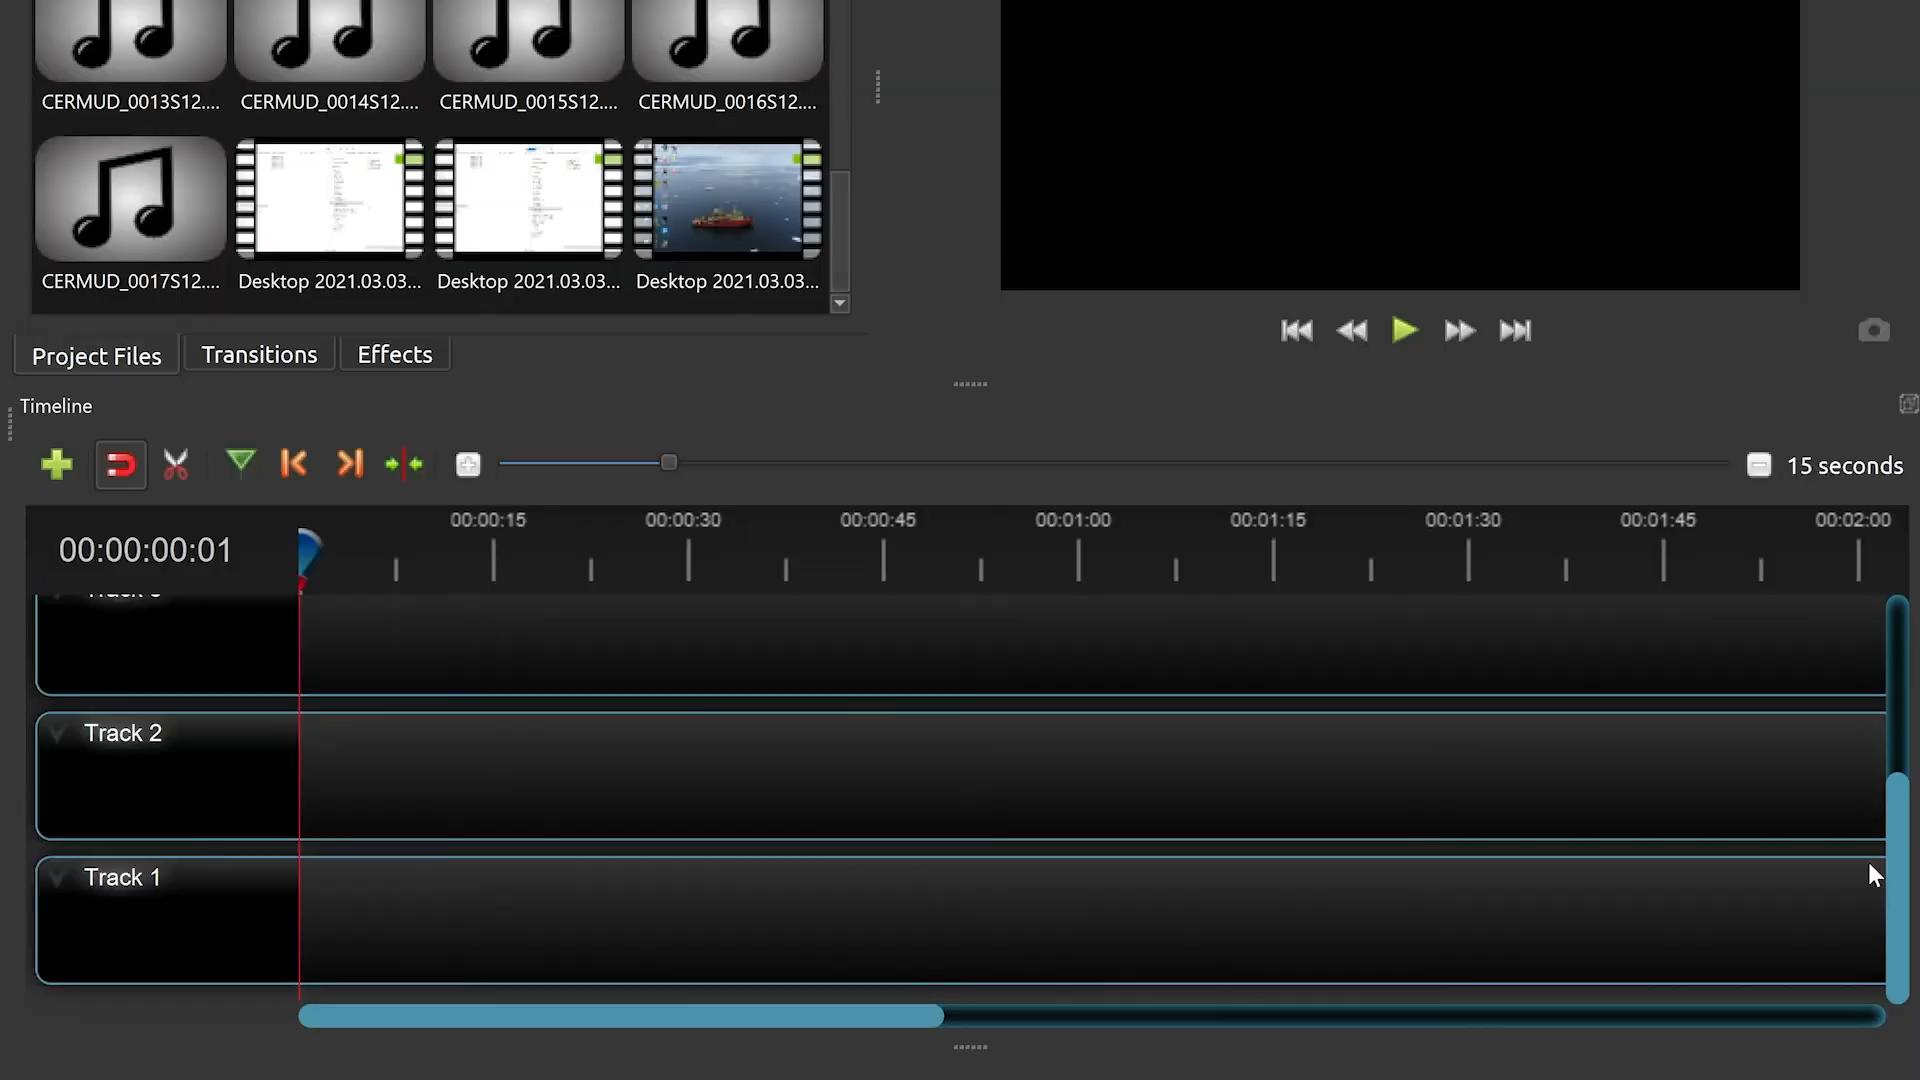 CERMUD_0013S12.... CERMUD_0014S12.... CERMUD_0015S12.... CERMUD_0016S12....
CERMUD_0017S12.... Desktop 2021.03.03... Desktop 2021.03.03... Desktop 2021.03.03...
Project Files Transitions Effects
Timeline
15 seconds
00:00:15 00:00:30 00:00:45 00:01:00 00:01:15 00:01:30 00:01:45 00:02:00
00:00:00:01
Track 2
Track 1